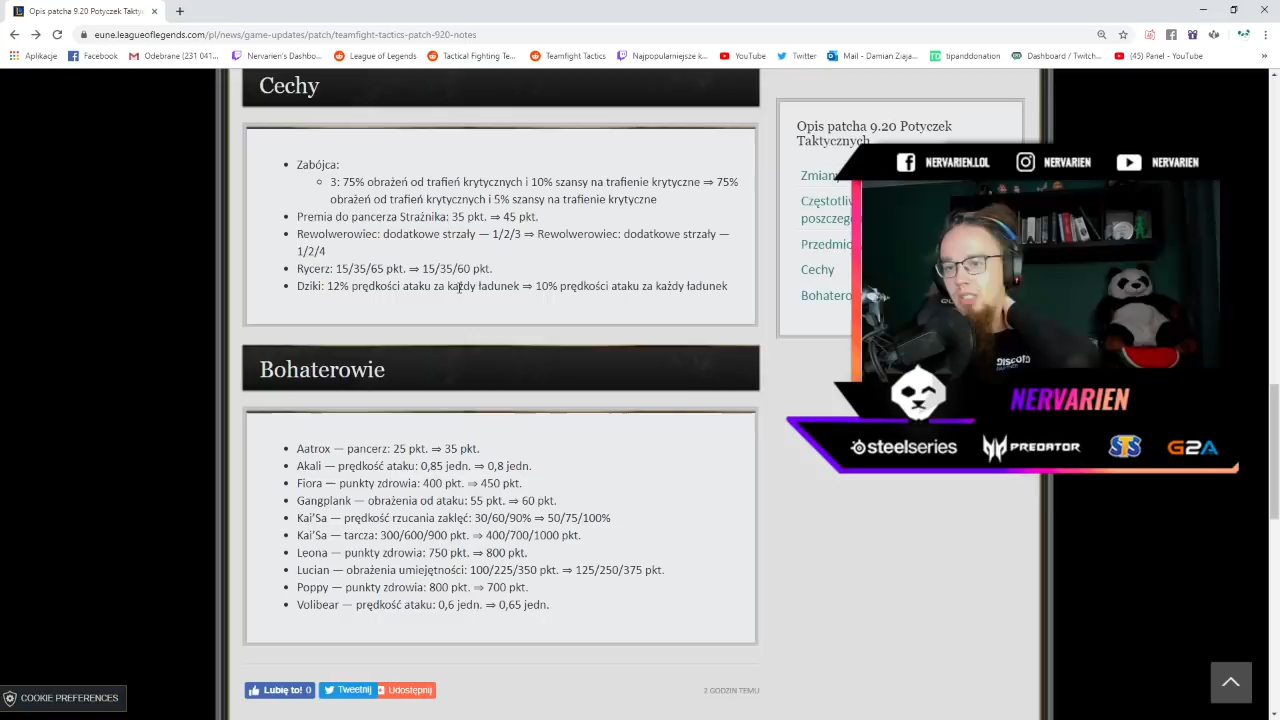 Opis patcha 9.20 Potyczek Taktyc
eune.leagueoflegends.com/pl/news/game-updates/patch/teamfight-tactics-patch-920-notes
Aplikacje
Facebook
Odebrane (231 041...
Nervarien's Dashbo...
League of Legends
Tactical Fighting Te...
Teamfight Tactics
Najpopularniejsze k...
YouTube
Twitter
Mail - Damian Ziaja...
tipanddonation
Dashboard / Twitch...
(45) Panel - YouTube
»
Cechy
Zabójca:
3: 75% obrażeń od trafień krytycznych i 10% szansy na trafienie krytyczne ⇒ 75%
obrażeń od trafień krytycznych i 5% szansy na trafienie krytyczne
Premia do pancerza Strażnika: 35 pkt. ⇒ 45 pkt.
Rewolwerowiec: dodatkowe strzały — 1/2/3 ⇒ Rewolwerowiec: dodatkowe strzały —
1/2/4
Rycerz: 15/35/65 pkt. ⇒ 15/35/60 pkt.
Dziki: 12% prędkości ataku za każdy ładunek ⇒ 10% prędkości ataku za każdy ładunek
Bohaterowie
Aatrox — pancerz: 25 pkt. ⇒ 35 pkt.
Akali — prędkość ataku: 0,85 jedn. ⇒ 0,8 jedn.
Fiora — punkty zdrowia: 400 pkt. ⇒ 450 pkt.
Gangplank — obrażenia od ataku: 55 pkt. ⇒ 60 pkt.
Kai'Sa — prędkość rzucania zaklęć: 30/60/90% ⇒ 50/75/100%
Kai'Sa — tarcza: 300/600/900 pkt. ⇒ 400/700/1000 pkt.
Leona — punkty zdrowia: 750 pkt. ⇒ 800 pkt.
Lucian — obrażenia umiejętności: 100/225/350 pkt. ⇒ 125/250/375 pkt.
Poppy — punkty zdrowia: 800 pkt. ⇒ 700 pkt.
Volibear — prędkość ataku: 0,6 jedn. ⇒ 0,65 jedn.
Lubię to! 0
Tweetnij
Udostępnij
2 GODZIN TEMU
COOKIE PREFERENCES
Opis patcha 9.20 Potyczek
Taktycznych
Zmiany
Częstotliw
poszczegó
Przedmio
Cechy
Bohatero
NERVARIEN.LOL
NERVARIEN
NERVARIEN
DISCORD
PARTNER
NERVARIEN
steelseries
PREDATOR
STS
G2A